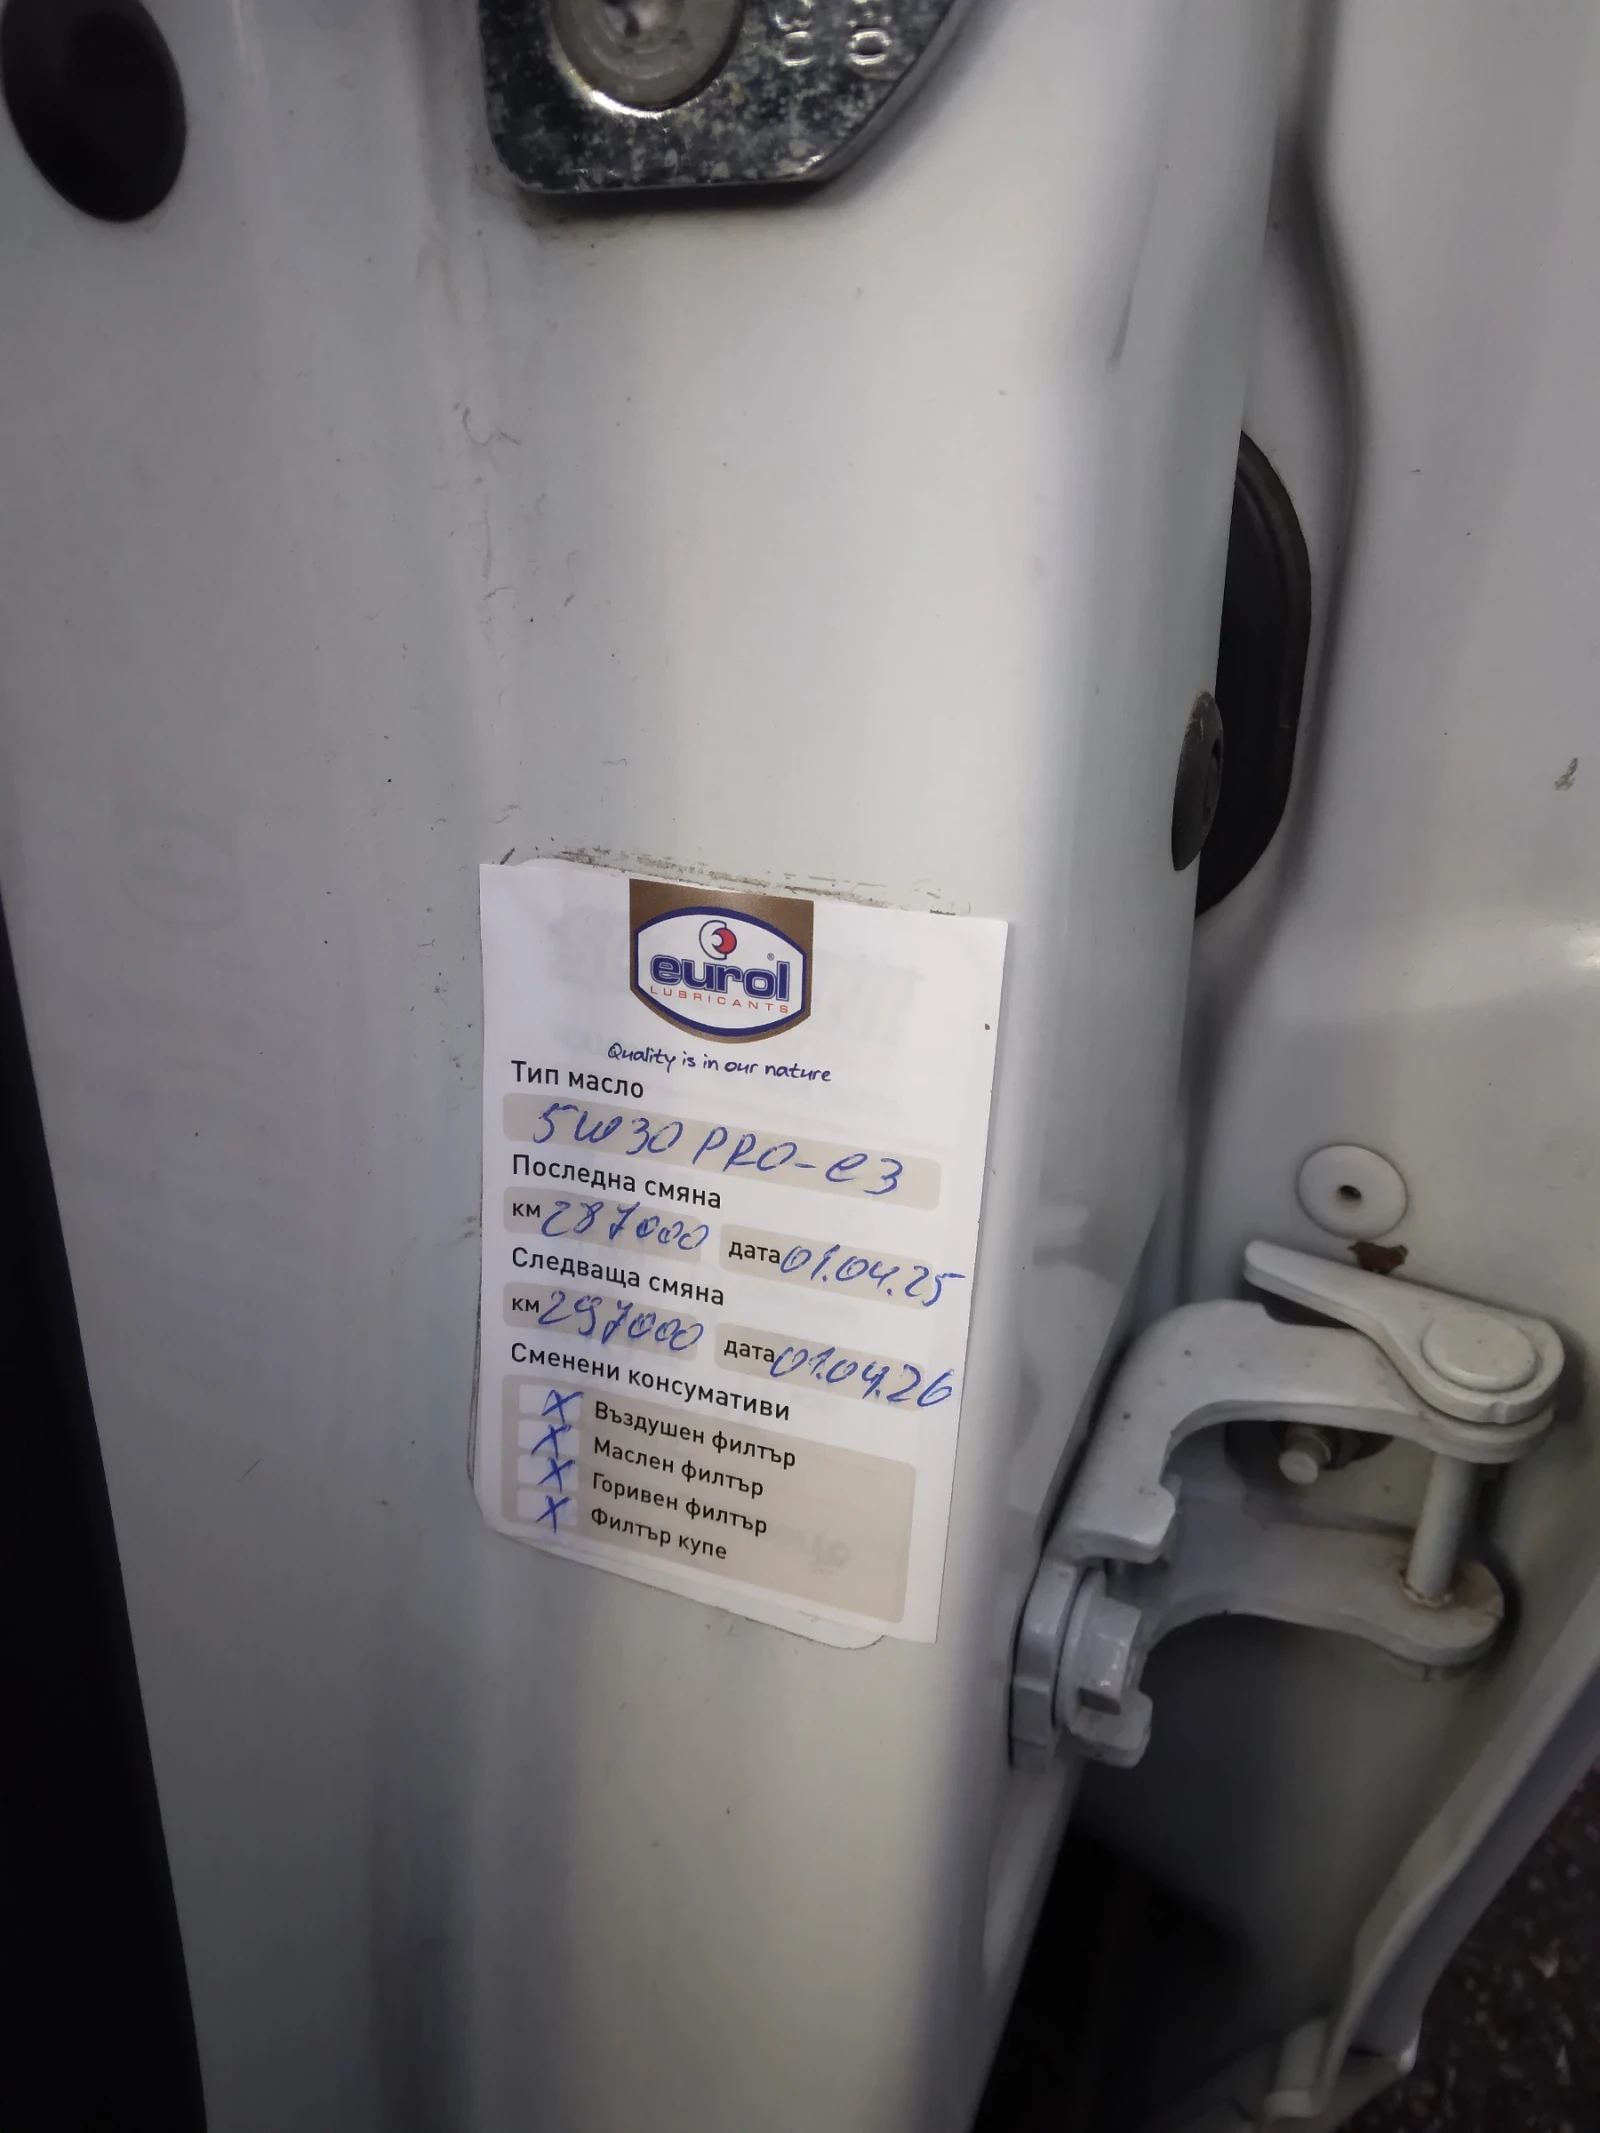 eurol
LUBRICANTS
Quality is in our nature
Тип масло
5W30 PRO-e3
Последна смяна
км 287000 дата 01.04.25
Следваща смяна
км 297000 дата 01.04.26
Сменени консумативи
X Въздушен филтър
X Маслен филтър
X Горивен филтър
X Филтър купе